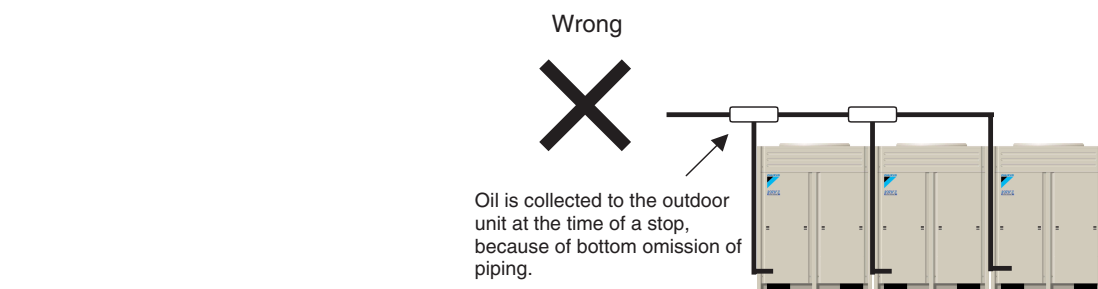 Wrong
Oil is collected to the outdoor
unit at the time of a stop,
because of bottom omission of
piping.